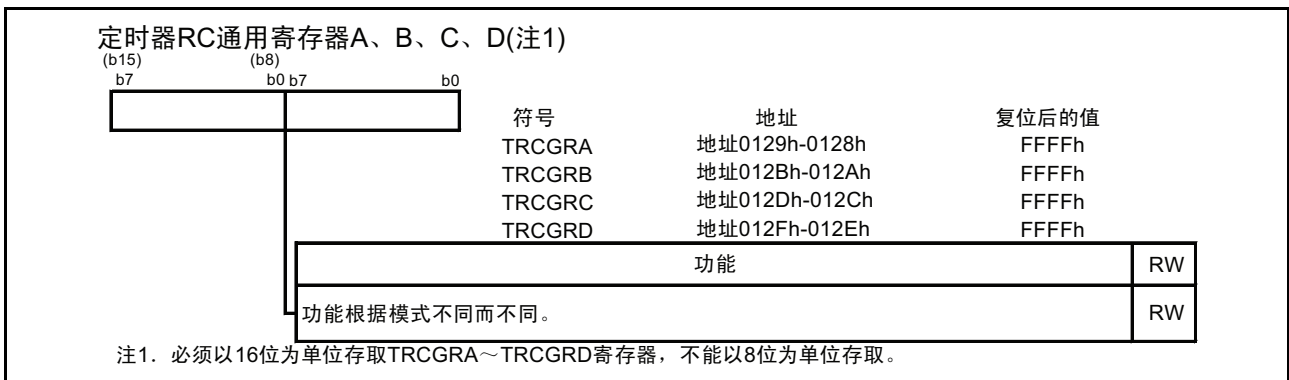 定时器RC通用寄存器A、B、C、D(注1)
(b15) (b8)
b7 b0 b7 b0
符号 地址 复位后的值
TRCGRA 地址0129h-0128h FFFFh
TRCGRB 地址012Bh-012Ah FFFFh
TRCGRC 地址012Dh-012Ch FFFFh
TRCGRD 地址012Fh-012Eh FFFFh
功能 RW
功能根据模式不同而不同。 RW
注1. 必须以16位为单位存取TRCGRA～TRCGRD寄存器，不能以8位为单位存取。